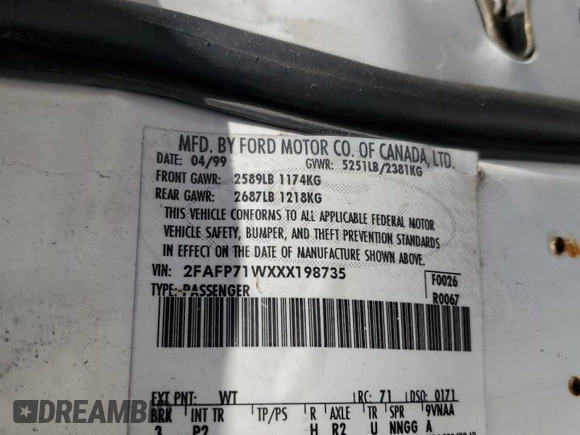 MFD. BY FORD MOTOR CO. OF CANADA, LTD.
DATE: 04/99 GVWR: 5251LB/2381KG
FRONT GAWR: 2589LB 1174KG
REAR GAWR: 2687LB 1218KG
THIS VEHICLE CONFORMS TO ALL APPLICABLE FEDERAL MOTOR
VEHICLE SAFETY, BUMPER, AND THEFT PREVENTION STANDARDS
IN EFFECT ON THE DATE OF MANUFACTURE SHOWN ABOVE.
VIN: 2FAFP71WXXX198735 F0026
TYPE: PASSENGER R0067
EXT PNT: WT RC: 71 DSO: 0171
BRK INT TR TP/PS R AXLE TR SPR 9VNAA
3 P2 H R2 U NNGG A
DREAMB